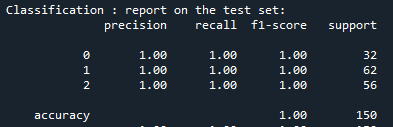 Classification : report on the test set:
precision recall f1-score support
0 1.00 1.00 1.00 32
1 1.00 1.00 1.00 62
2 1.00 1.00 1.00 56
accuracy 1.00 150